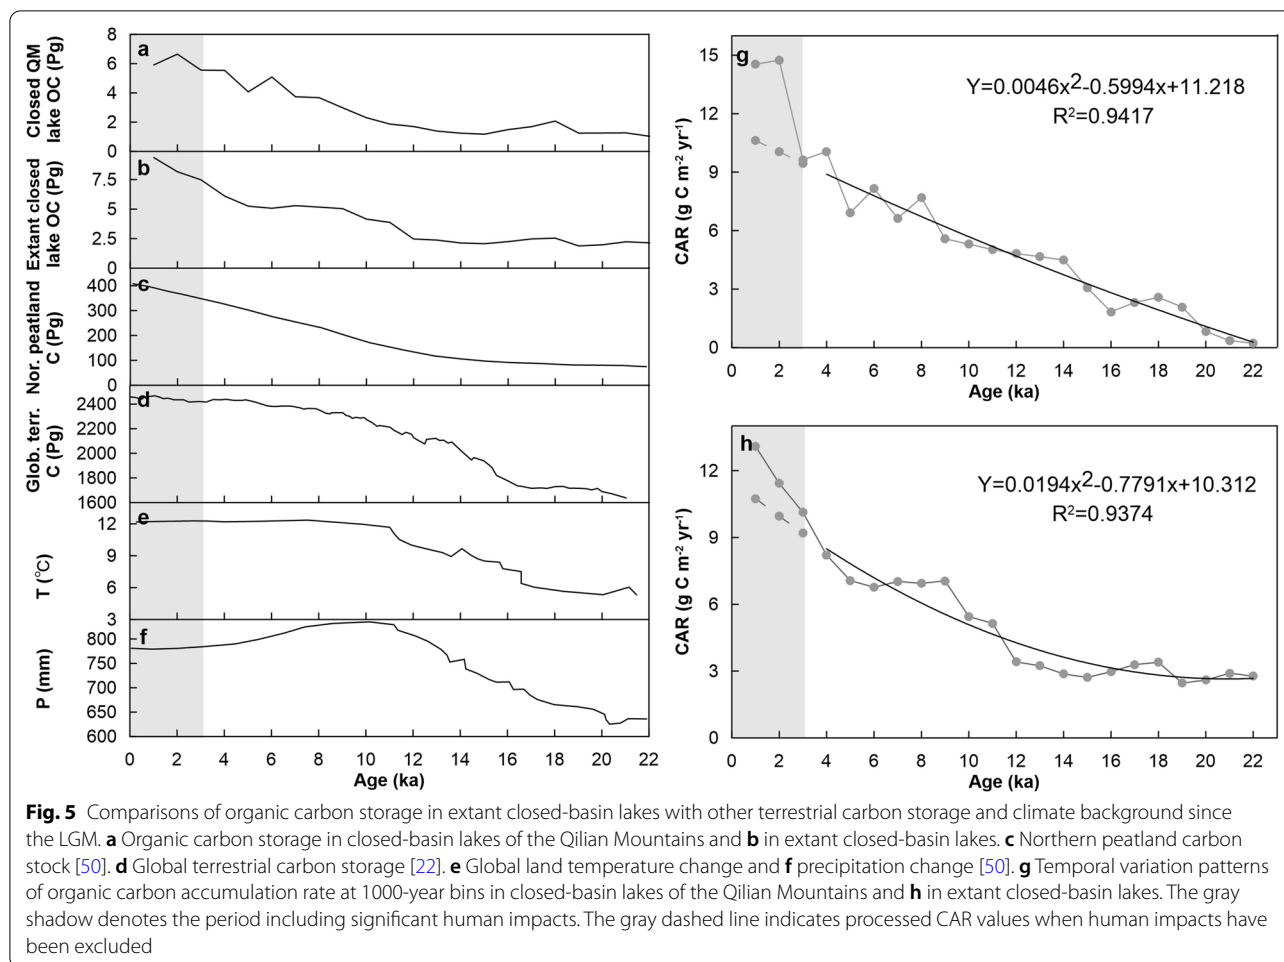 a
Closed QM
lake OC (Pg)
8
6
4
2
0
b
Extant closed
lake OC (Pg)
7.5
5
2.5
0
c
Nor. peatland
C (Pg)
400
300
200
100
0
d
Glob. terr.
C (Pg)
2400
2200
2000
1800
1600
e
T (°C)
12
9
6
3
f
P (mm)
800
750
700
650
600
0 2 4 6 8 10 12 14 16 18 20 22
Age (ka)
g
CAR (g C m⁻² yr⁻¹)
15
12
9
6
3
0
Y=0.0046x²-0.5994x+11.218
R²=0.9417
0 2 4 6 8 10 12 14 16 18 20 22
Age (ka)
h
CAR (g C m⁻² yr⁻¹)
12
9
6
3
0
Y=0.0194x²-0.7791x+10.312
R²=0.9374
0 2 4 6 8 10 12 14 16 18 20 22
Age (ka)
Fig. 5 Comparisons of organic carbon storage in extant closed-basin lakes with other terrestrial carbon storage and climate background since
the LGM. a Organic carbon storage in closed-basin lakes of the Qilian Mountains and b in extant closed-basin lakes. c Northern peatland carbon
stock [50]. d Global terrestrial carbon storage [22]. e Global land temperature change and f precipitation change [50]. g Temporal variation patterns
of organic carbon accumulation rate at 1000-year bins in closed-basin lakes of the Qilian Mountains and h in extant closed-basin lakes. The gray
shadow denotes the period including significant human impacts. The gray dashed line indicates processed CAR values when human impacts have
been excluded